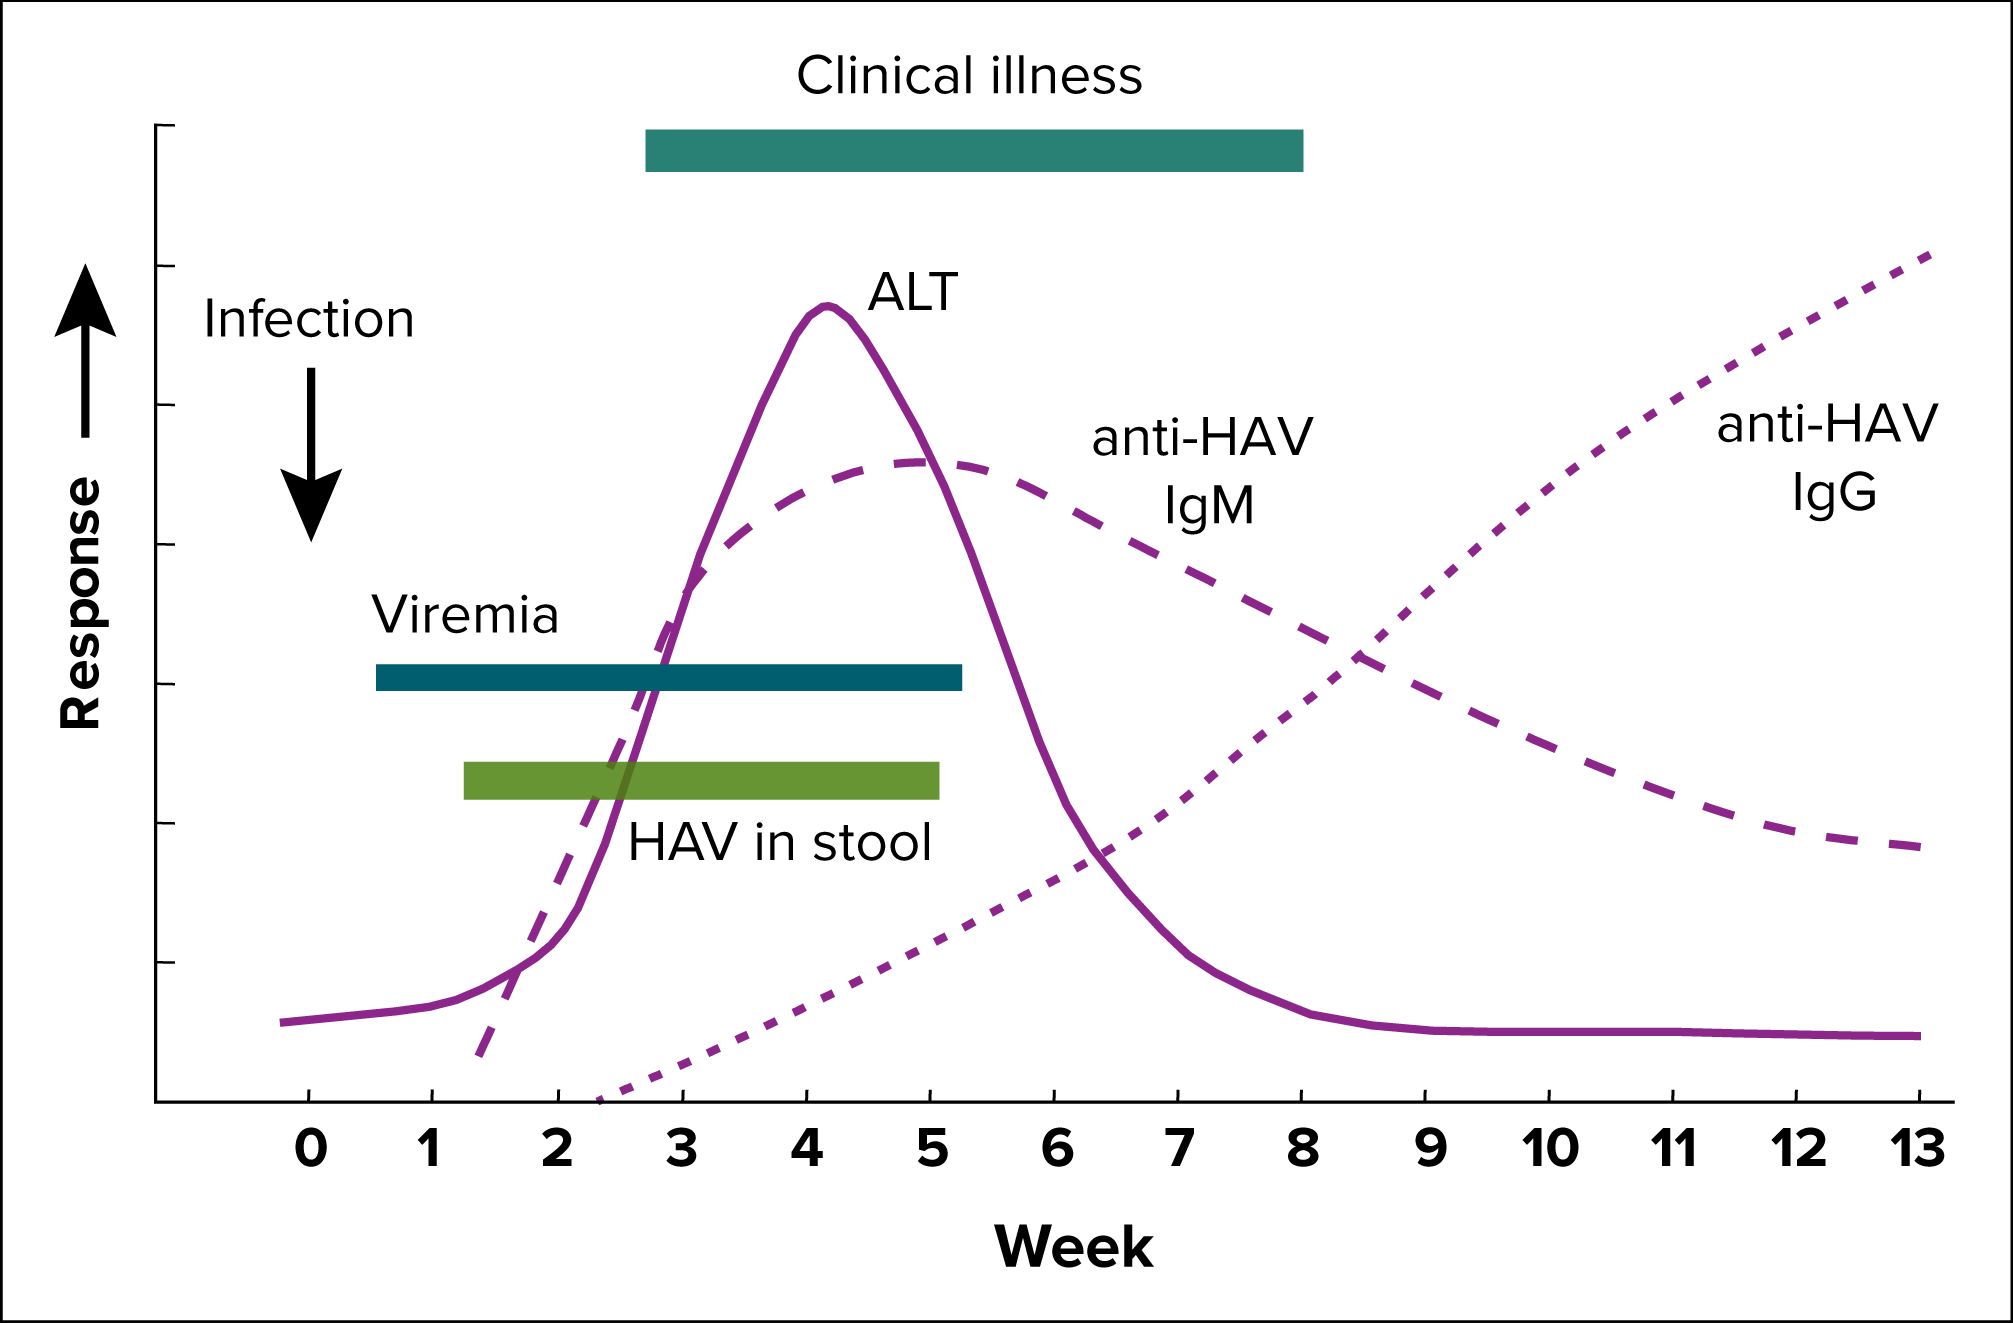 Clinical illness
ALT
Infection
anti-HAV
IgM
anti-HAV
IgG
Viremia
HAV in stool
Response
0 1 2 3 4 5 6 7 8 9 10 11 12 13
Week